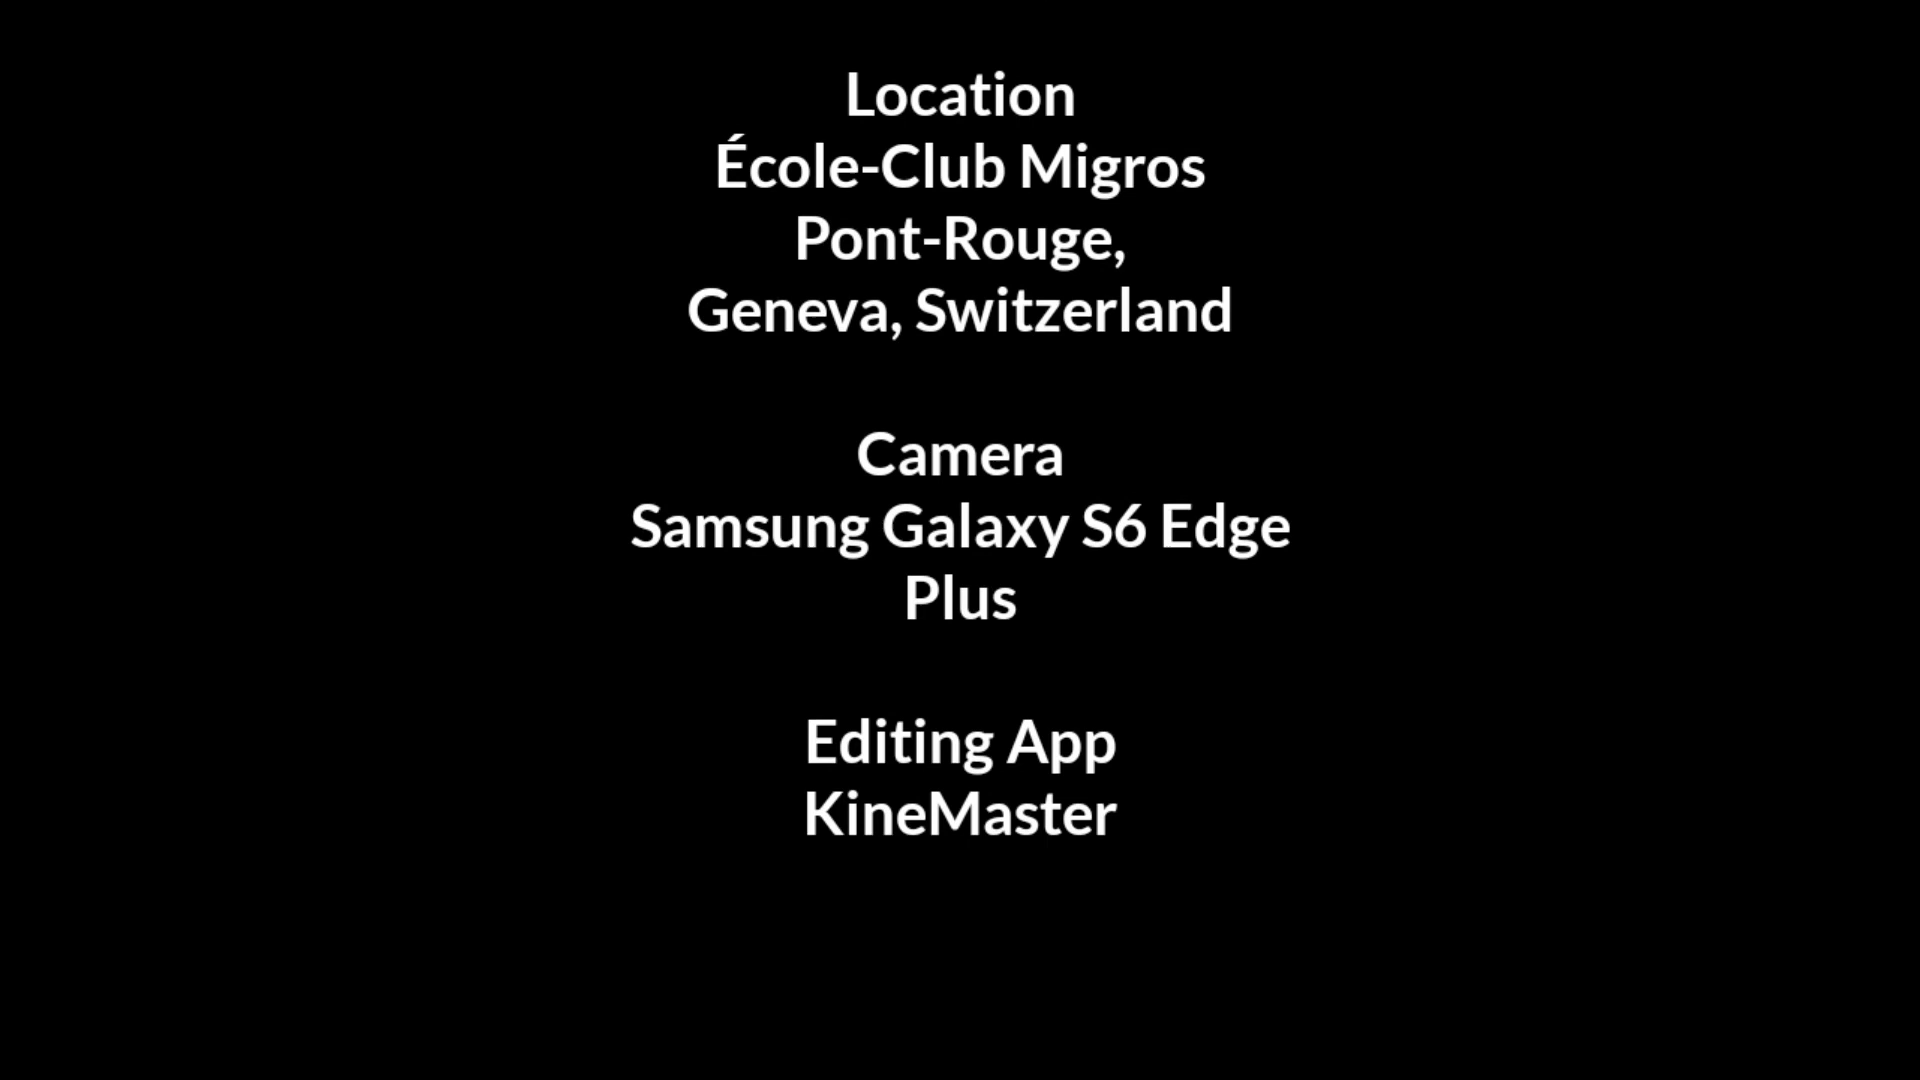 Location
École-Club Migros
Pont-Rouge,
Geneva, Switzerland
Camera
Samsung Galaxy S6 Edge
Plus
Editing App
KineMaster